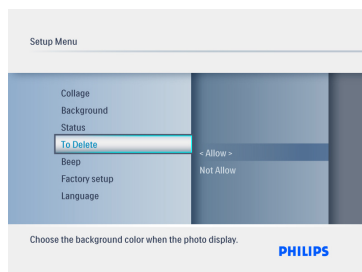 Setup Menu
Collage
Background
Status
To Delete
Beep
Factory setup
Language
< Allow >
Not Allow
Choose the background color when the photo display.
PHILIPS